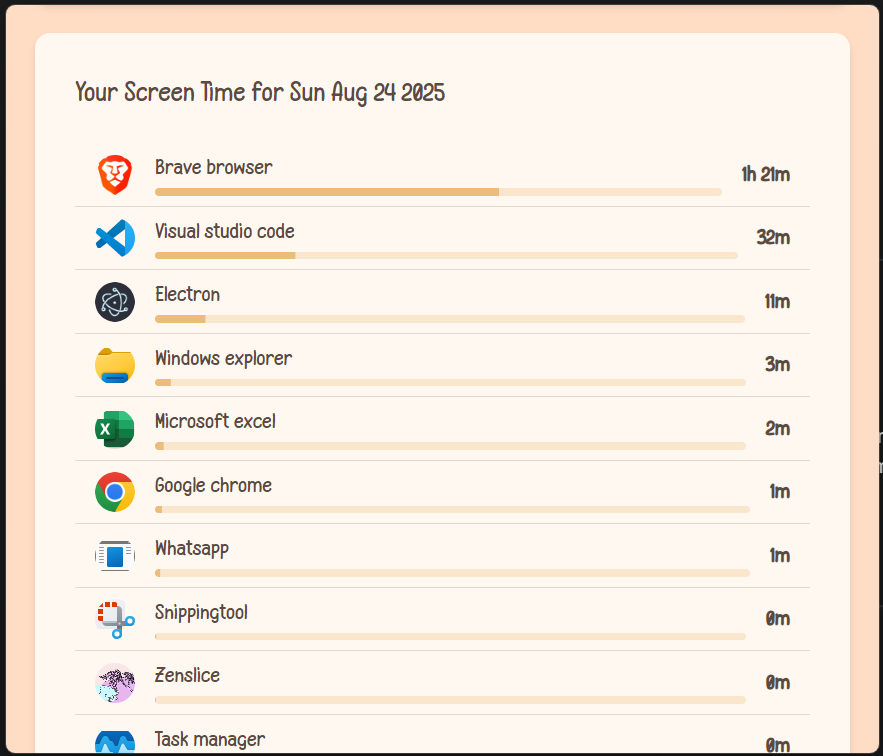 Your Screen Time for Sun Aug 24 2025
Brave browser
1h 21m
Visual studio code
32m
Electron
11m
Windows explorer
3m
Microsoft excel
2m
Google chrome
1m
Whatsapp
1m
Snippingtool
0m
Zenslice
0m
Task manager
0m